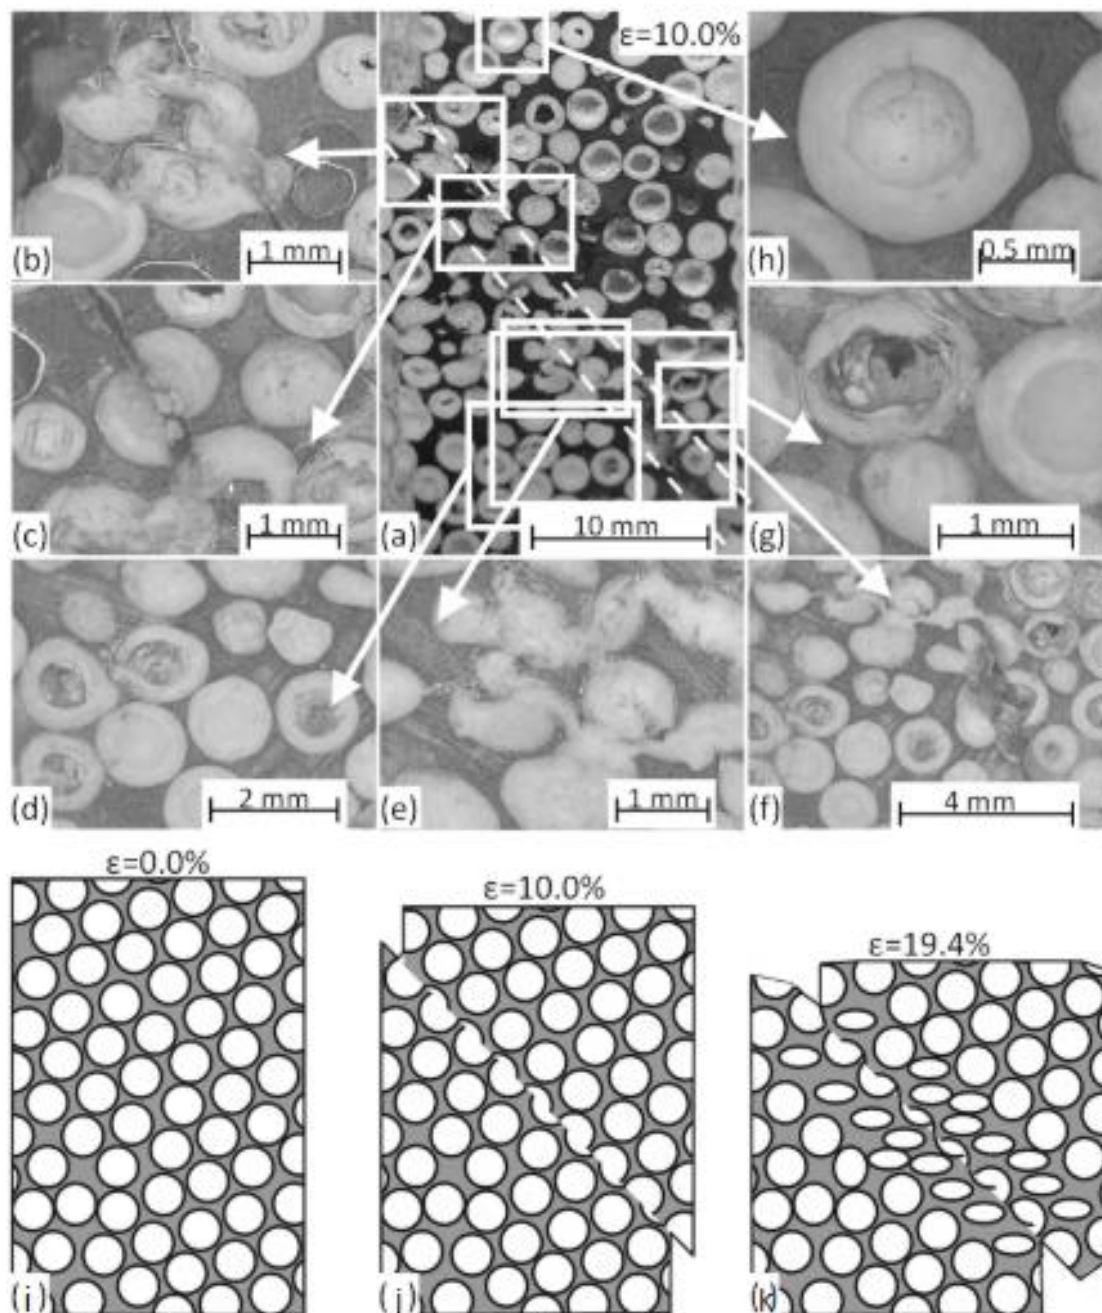 ε=10.0%
(b)
1 mm
(h)
0.5 mm
(c)
1 mm
(a)
10 mm
(g)
1 mm
(d)
2 mm
(e)
1 mm
(f)
4 mm
ε=0.0%
ε=10.0%
ε=19.4%
(i)
(j)
(k)